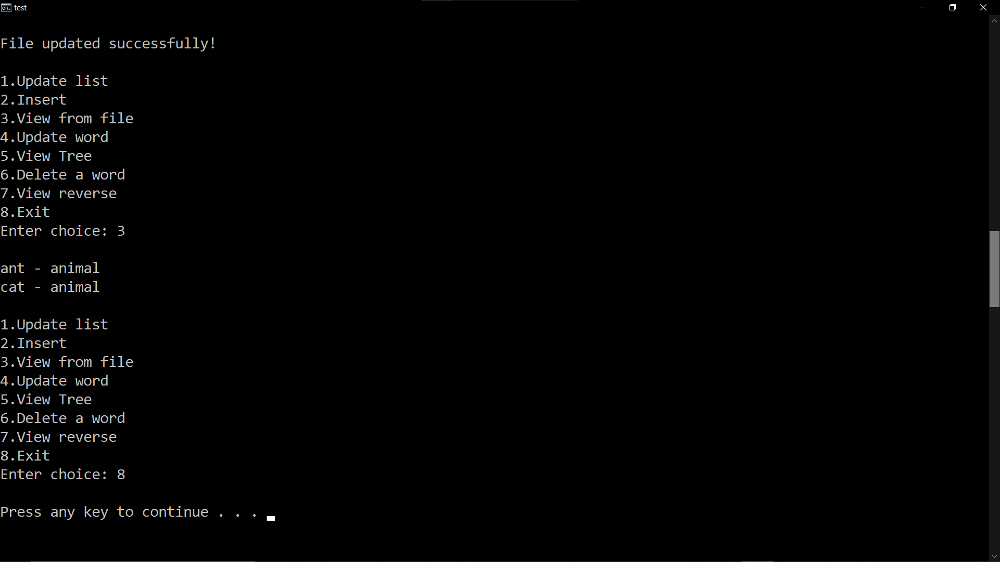 test
File updated successfully!
1.Update list
2.Insert
3.View from file
4.Update word
5.View Tree
6.Delete a word
7.View reverse
8.Exit
Enter choice: 3
ant - animal
cat - animal
1.Update list
2.Insert
3.View from file
4.Update word
5.View Tree
6.Delete a word
7.View reverse
8.Exit
Enter choice: 8
Press any key to continue . . .